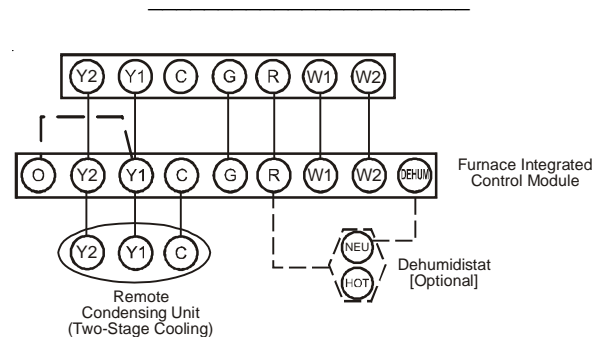 Y2 Y1 C G R W1 W2
O Y2 Y1 C G R W1 W2 DEHUM
Furnace Integrated
Control Module
Y2 Y1 C
NEU
HOT
Dehumidistat
[Optional]
Remote
Condensing Unit
(Two-Stage Cooling)